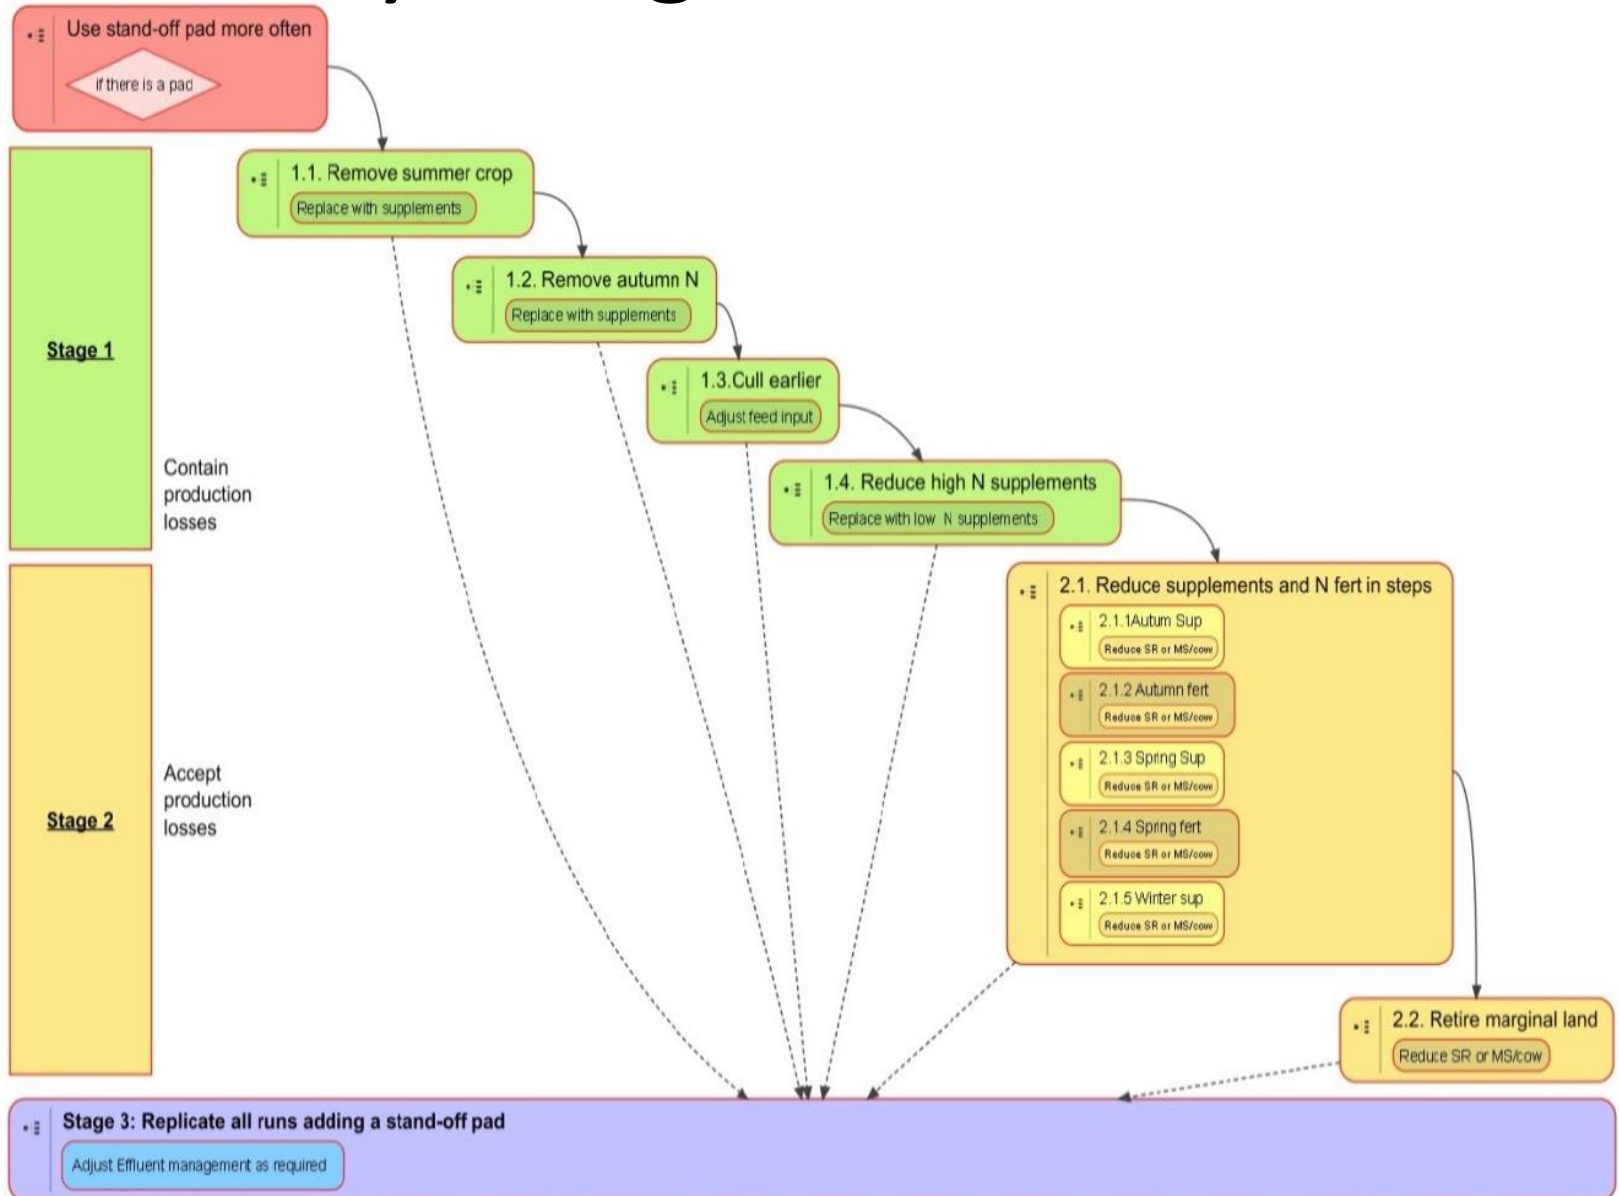 Use stand-off pad more often
if there is a pad
1.1. Remove summer crop
Replace with supplements
1.2. Remove autumn N
Replace with supplements
Stage 1
1.3.Cull earlier
Adjust feed input
Contain
production
losses
1.4. Reduce high N supplements
Replace with low N supplements
2.1. Reduce supplements and N fert in steps
2.1.1Autum Sup
Reduce SR or MS/cow
2.1.2 Autumn fert
Reduce SR or MS/cow
2.1.3 Spring Sup
Reduce SR or MS/cow
2.1.4 Spring fert
Reduce SR or MS/cow
2.1.5 Winter sup
Reduce SR or MS/cow
Stage 2
Accept
production
losses
2.2. Retire marginal land
Reduce SR or MS/cow
Stage 3: Replicate all runs adding a stand-off pad
Adjust Effluent management as required